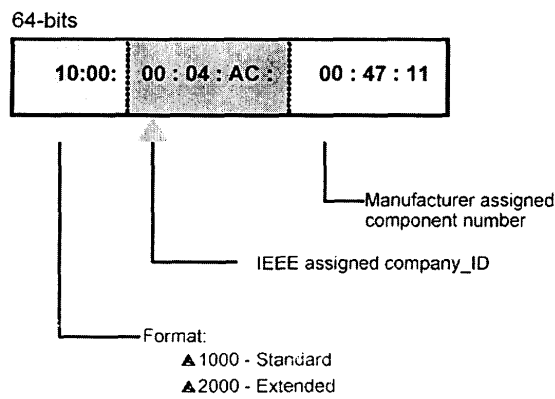 64-bits
10:00: 00 : 04 : AC : 00 : 47 : 11
Manufacturer assigned
component number
IEEE assigned company_ID
Format:
1000 - Standard
2000 - Extended